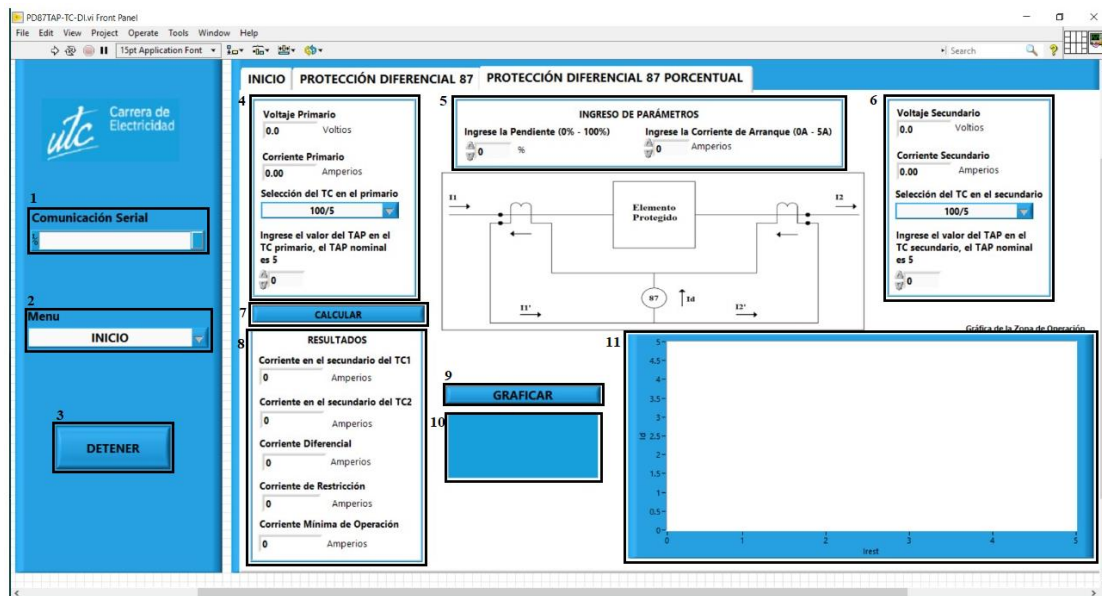 PD87TAP-TC-DI.vi Front Panel
File Edit View Project Operate Tools Window Help
15pt Application Font
Search
utc
Carrera de
Electricidad
1
Comunicación Serial
2
Menu
INICIO
3
DETENER
INICIO
PROTECCIÓN DIFERENCIAL 87
PROTECCIÓN DIFERENCIAL 87 PORCENTUAL
4
Voltaje Primario
0.0 Voltios
Corriente Primario
0.00 Amperios
Selección del TC en el primario
100/5
Ingrese el valor del TAP en el
TC primario, el TAP nominal
es 5
0
5
INGRESO DE PARÁMETROS
Ingrese la Pendiente (0% - 100%)
0 %
Ingrese la Corriente de Arranque (0A - 5A)
0 Amperios
6
Voltaje Secundario
0.0 Voltios
Corriente Secundario
0.00 Amperios
Selección del TC en el secundario
100/5
Ingrese el valor del TAP en el
TC secundario, el TAP nominal
es 5
0
I1
Elemento
Protegido
I2
87
Id
I1'
I2'
7
CALCULAR
8
RESULTADOS
Corriente en el secundario del TC1
0 Amperios
Corriente en el secundario del TC2
0 Amperios
Corriente Diferencial
0 Amperios
Corriente de Restricción
0 Amperios
Corriente Mínima de Operación
0 Amperios
9
GRAFICAR
10
11
Gráfica de la Zona de Operación
5
4.5
4
3.5
3
2.5
2
1.5
1
0.5
0
Id
0 1 2 3 4 5
Irest